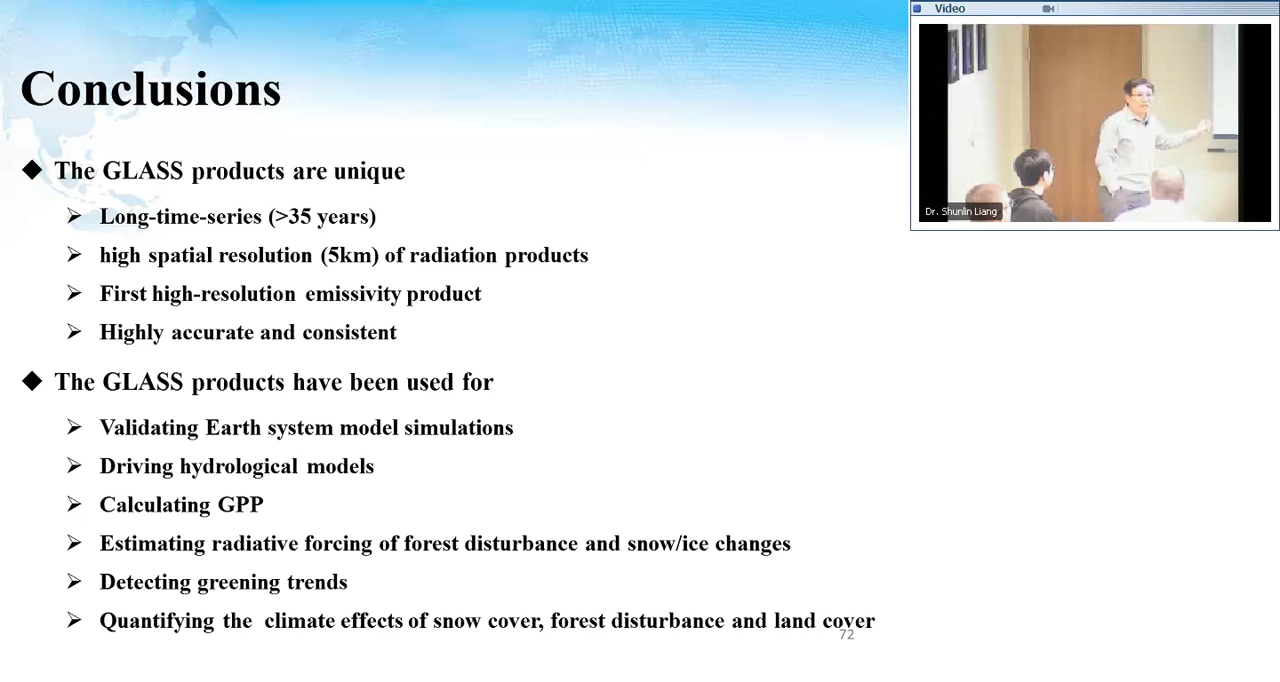 Video
Conclusions
Dr. Shunlin Liang
◆ The GLASS products are unique
➢ Long-time-series (>35 years)
➢ high spatial resolution (5km) of radiation products
➢ First high-resolution emissivity product
➢ Highly accurate and consistent
◆ The GLASS products have been used for
➢ Validating Earth system model simulations
➢ Driving hydrological models
➢ Calculating GPP
➢ Estimating radiative forcing of forest disturbance and snow/ice changes
➢ Detecting greening trends
➢ Quantifying the climate effects of snow cover, forest disturbance and land cover
72